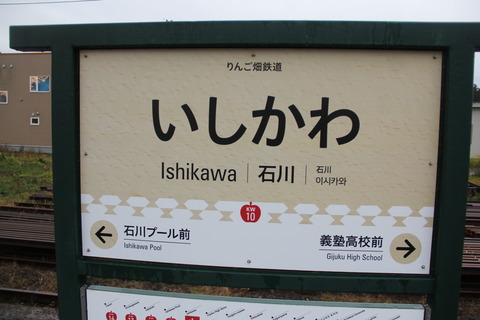 りんご畑鉄道
いしかわ
Ishikawa 石川 石川
이시카와
KW
10
石川プール前
Ishikawa Pool
義塾高校前
Gijuku High School